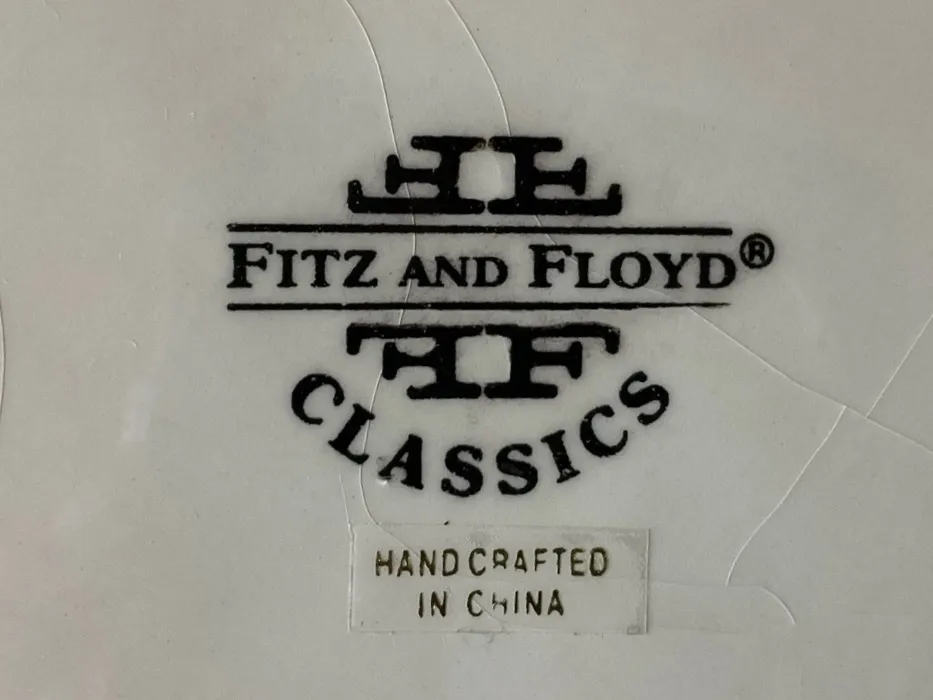 FITZ AND FLOYD®
CLASSICS
HANDCRAFTED
IN CHINA